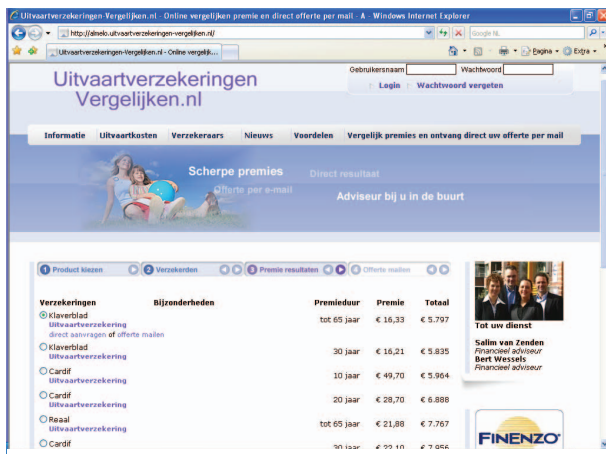 Uitvaartverzekeringen-Vergelijken.nl - Online vergelijken premie en direct offerte per mail - A - Windows Internet Explorer
http://almelo.uitvaartverzekeringen-vergelijken.nl/
Google NL
Uitvaartverzekeringen-Vergelijken.nl - Online vergelijk...
Pagina
Extra
Uitvaartverzekeringen
Vergelijken.nl
Gebruikersnaam
Wachtwoord
Login
Wachtwoord vergeten
Informatie Uitvaartkosten Verzekeraars Nieuws Voordelen Vergelijk premies en ontvang direct uw offerte per mail
Scherpe premies
Direct resultaat
Offerte per e-mail
Adviseur bij u in de buurt
1 Product kiezen 2 Verzekerden 3 Premie resultaten 4 Offerte mailen
Verzekeringen Bijzonderheden Premieduur Premie Totaal
Klaverblad
Uitvaartverzekering
tot 65 jaar € 16,33 € 5.797
direct aanvragen of offerte mailen
Klaverblad
Uitvaartverzekering
30 jaar € 16,21 € 5.835
Cardif
Uitvaartverzekering
10 jaar € 49,70 € 5.964
Cardif
Uitvaartverzekering
20 jaar € 28,70 € 6.888
Reaal
Uitvaartverzekering
tot 65 jaar € 21,88 € 7.767
Cardif
30 jaar € 22,10 € 7.956
Tot uw dienst
Salim van Zenden
Financieel adviseur
Bert Wessels
Financieel adviseur
FINENZO